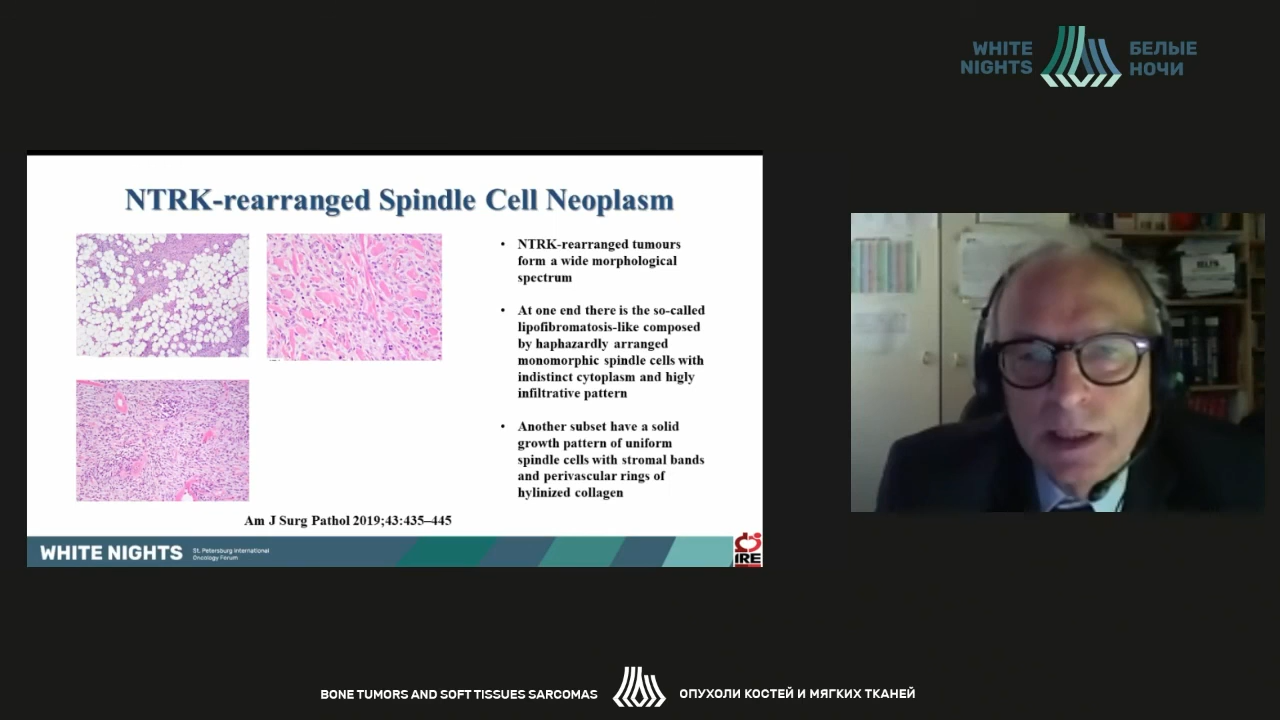 WHITE
NIGHTS
БЕЛЫЕ
НОЧИ
NTRK-rearranged Spindle Cell Neoplasm
• NTRK-rearranged tumours
form a wide morphological
spectrum
• At one end there is the so-called
lipofibromatosis-like composed
by haphazardly arranged
monomorphic spindle cells with
indistinct cytoplasm and higly
infiltrative pattern
• Another subset have a solid
growth pattern of uniform
spindle cells with stromal bands
and perivascular rings of
hylinized collagen
Am J Surg Pathol 2019;43:435–445
WHITE NIGHTS
St. Petersburg International
Oncology Forum
IRE
IELTS
BONE TUMORS AND SOFT TISSUES SARCOMAS
ОПУХОЛИ КОСТЕЙ И МЯГКИХ ТКАНЕЙ